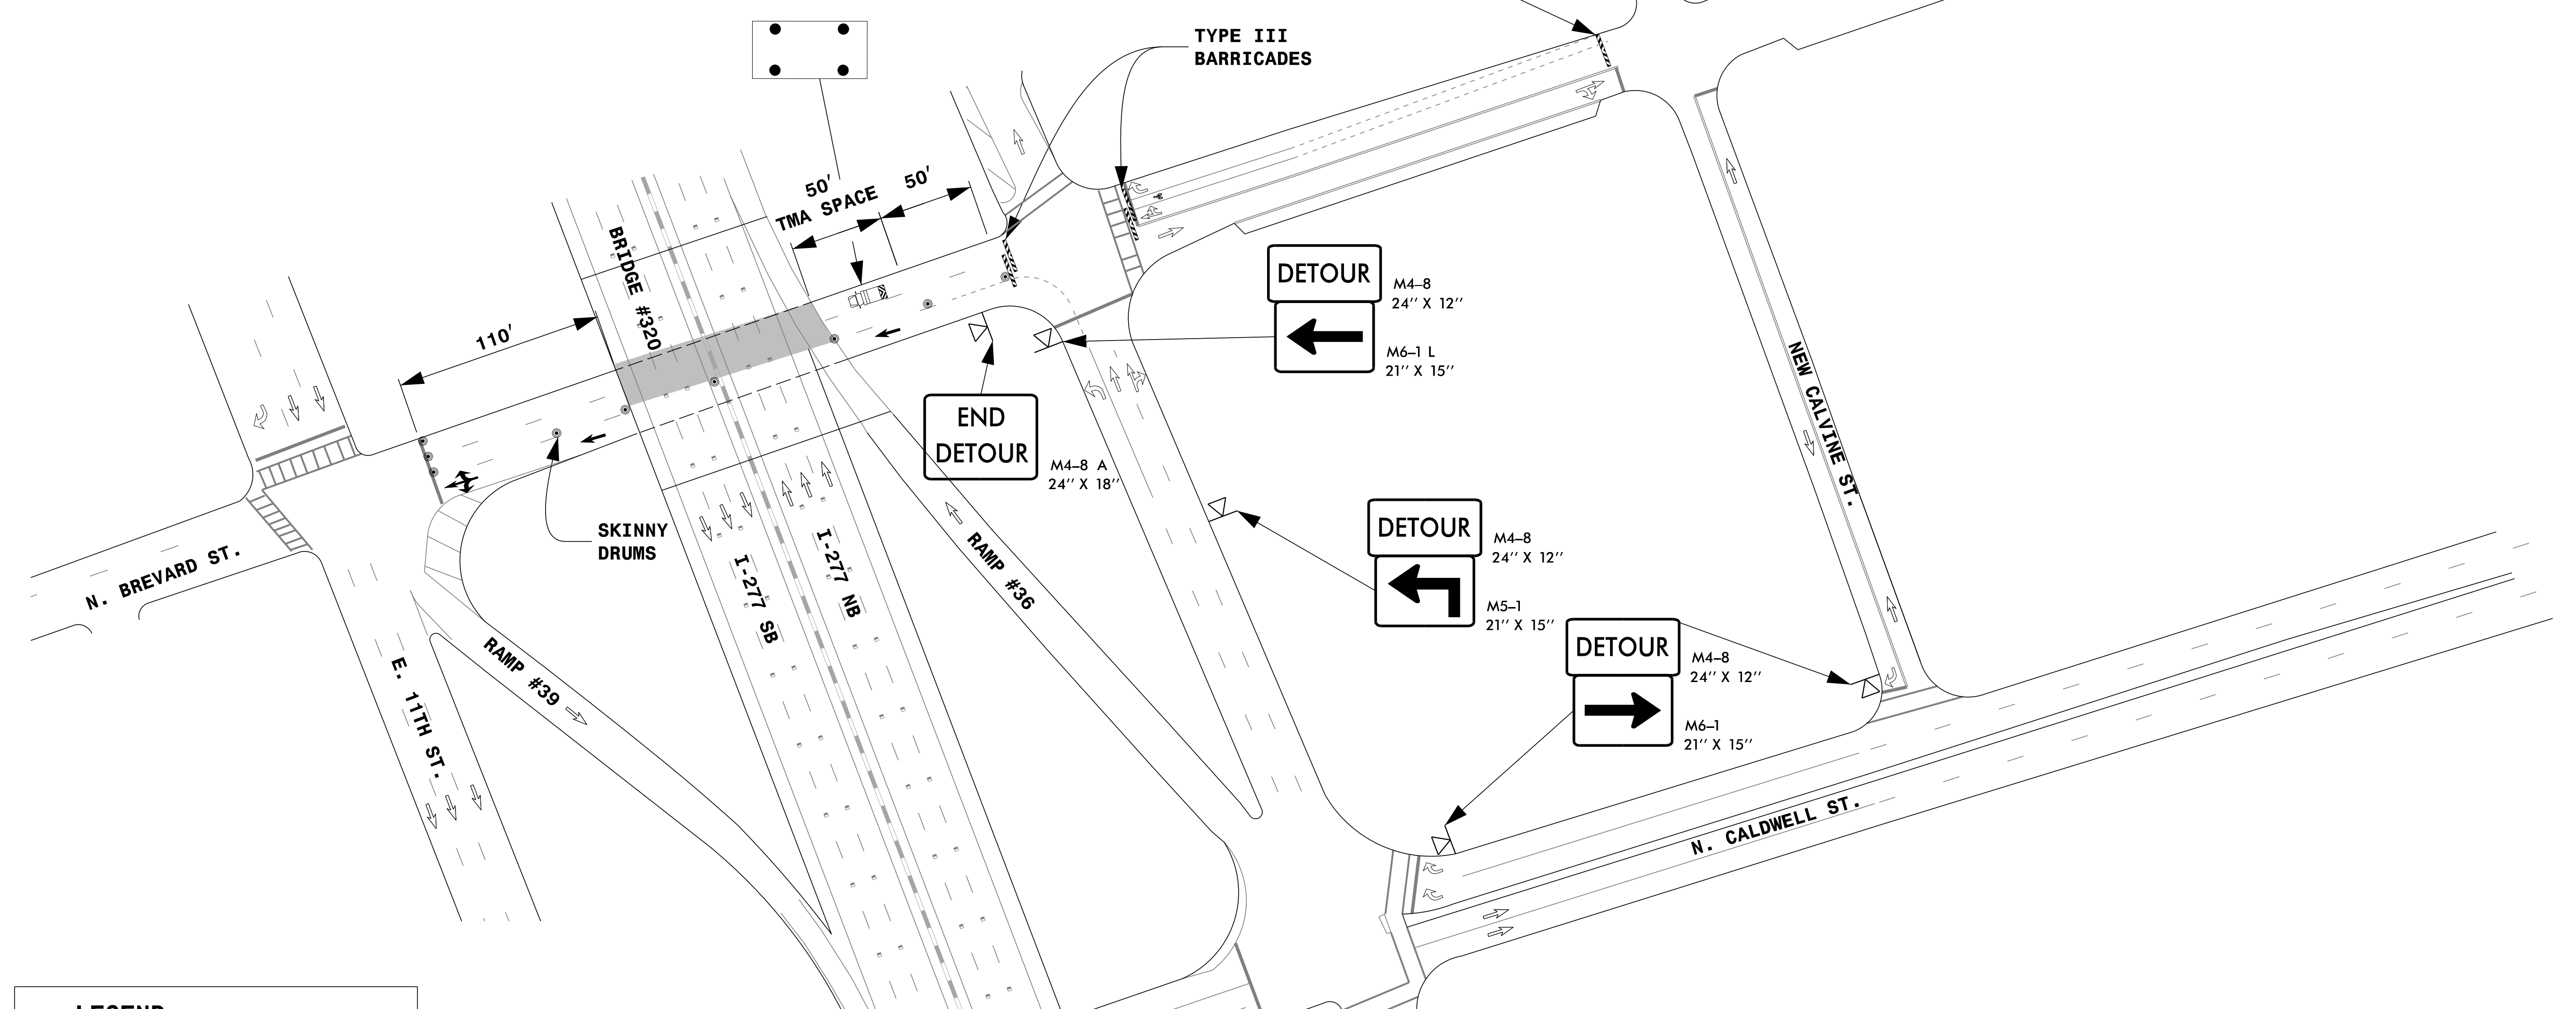 TYPE III
BARRICADES
50'
TMA SPACE
50'
BRIDGE #320
110'
DETOUR
M4-8
24'' X 12''
M6-1 L
21'' X 15''
END
DETOUR
M4-8 A
24'' X 18''
NEW CALVINE ST.
DETOUR
M4-8
24'' X 12''
M5-1
21'' X 15''
SKINNY
DRUMS
N. BREVARD ST.
I-277 SB
I-277 NB
RAMP #36
DETOUR
M4-8
24'' X 12''
M6-1
21'' X 15''
RAMP #39
E. 11TH ST.
N. CALDWELL ST.
LEGEND